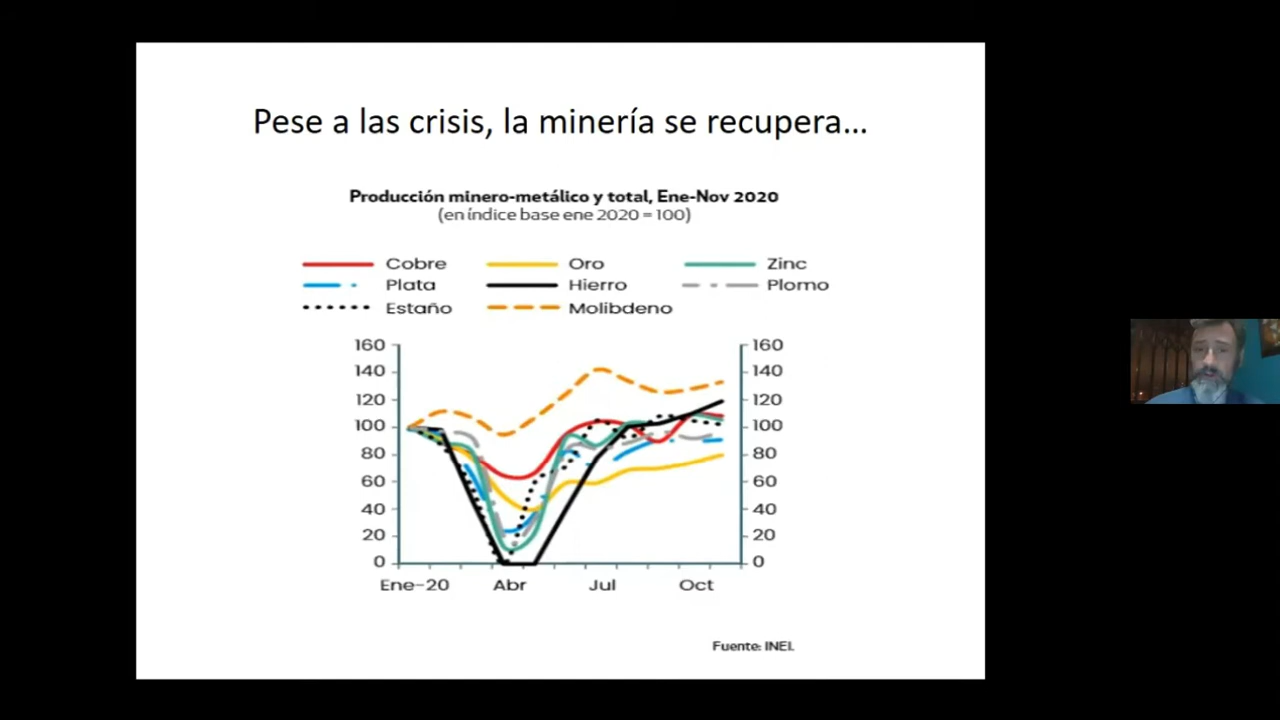 Pese a las crisis, la minería se recupera...
Producción minero-metálico y total, Ene-Nov 2020
(en índice base ene 2020 = 100)
Cobre Oro Zinc
Plata Hierro Plomo
Estaño Molibdeno
160 160
140 140
120 120
100 100
80 80
60 60
40 40
20 20
0 0
Ene-20 Abr Jul Oct
Fuente: INEI.